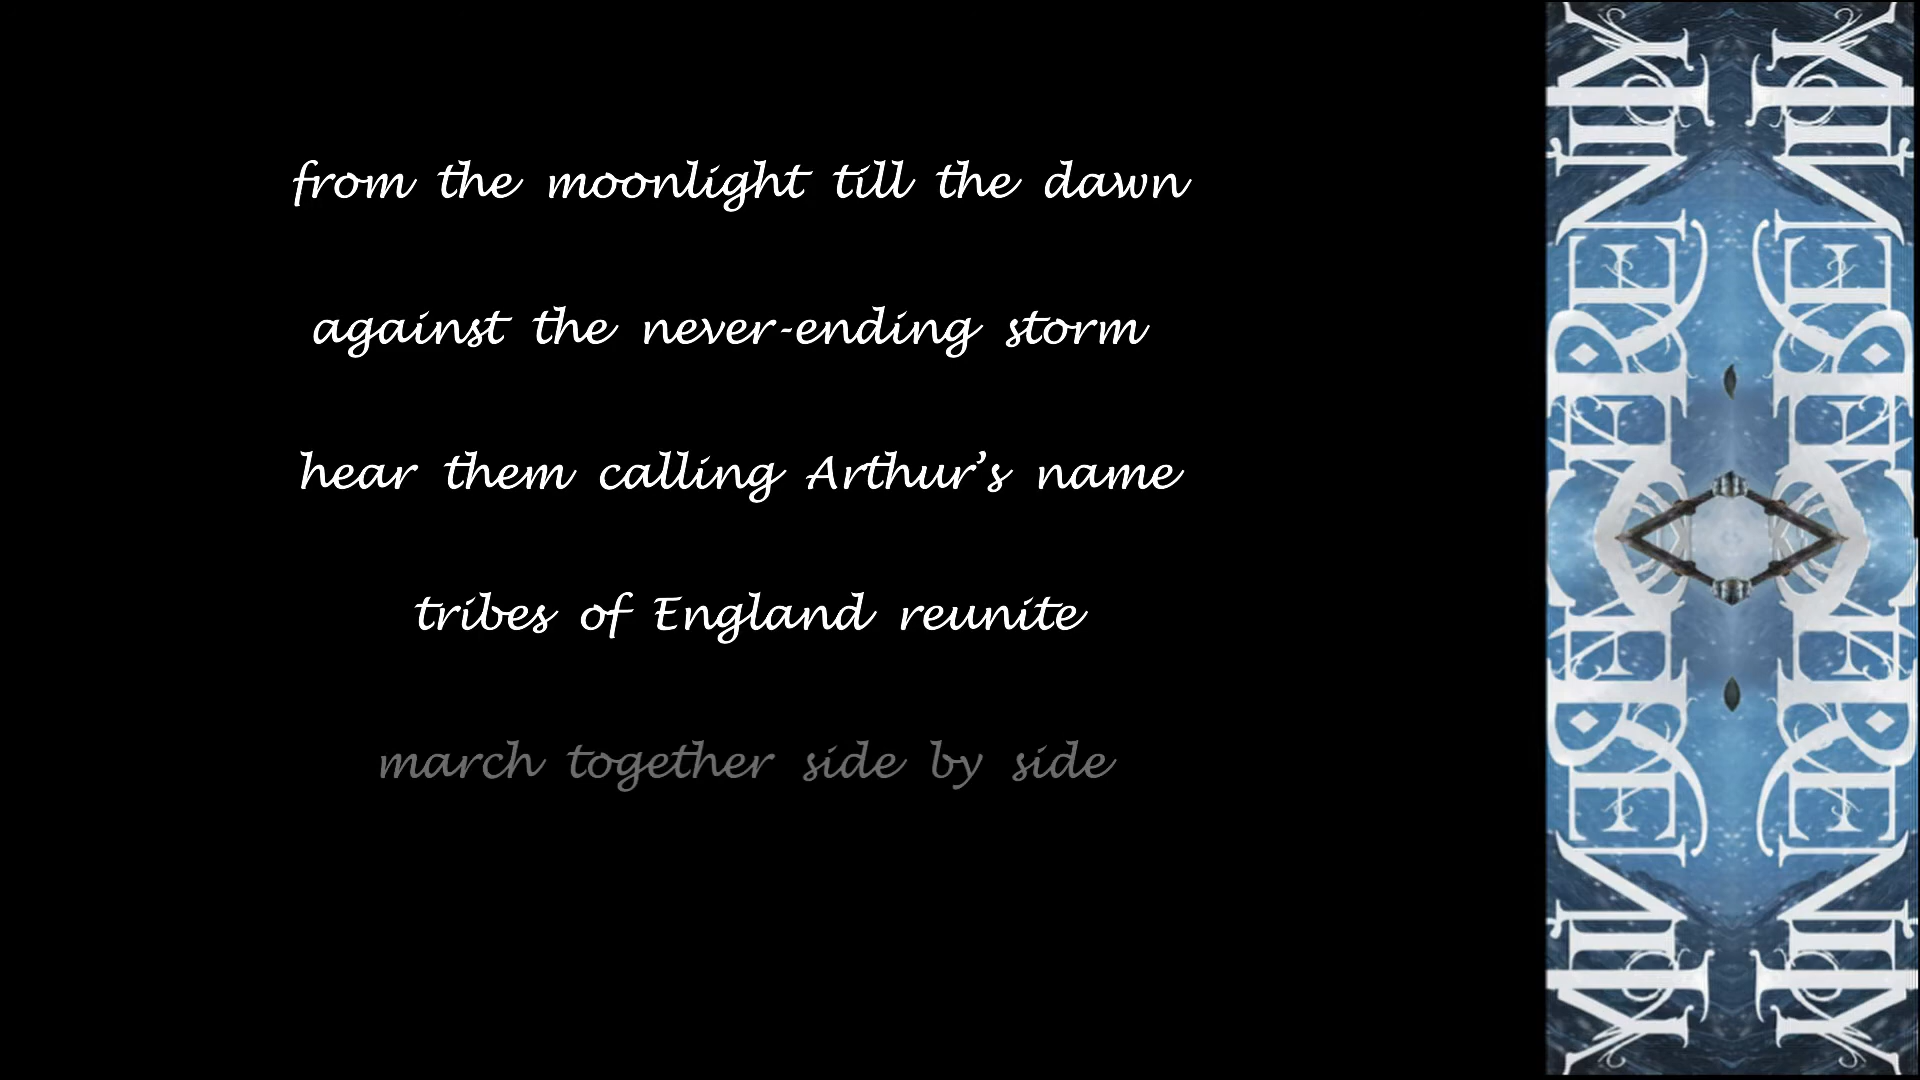 from the moonlight till the dawn
against the never-ending storm
hear them calling Arthur's name
tribes of England reunite
march together side by side